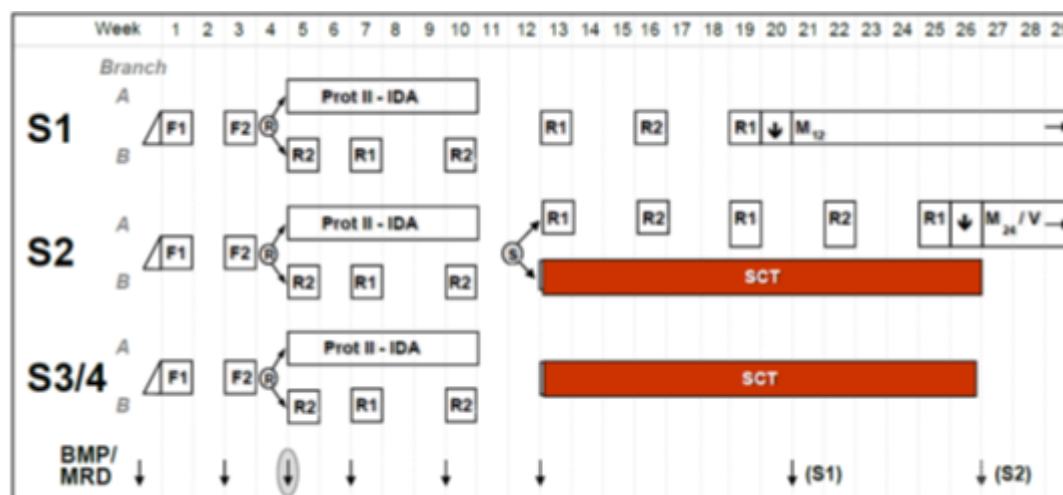 Week 1 2 3 4 5 6 7 8 9 10 11 12 13 14 15 16 17 18 19 20 21 22 23 24 25 26 27 28
Branch
A Prot II - IDA
S1 F1 F2 R R1 R2 R1 M12
B R2 R1 R2
A Prot II - IDA R1 R2 R1 R2 R1 M24 / V
S2 F1 F2 R S
B R2 R1 R2 SCT
A Prot II - IDA
S3/4 F1 F2 R SCT
B R2 R1 R2
BMP/
MRD (S1) (S2)